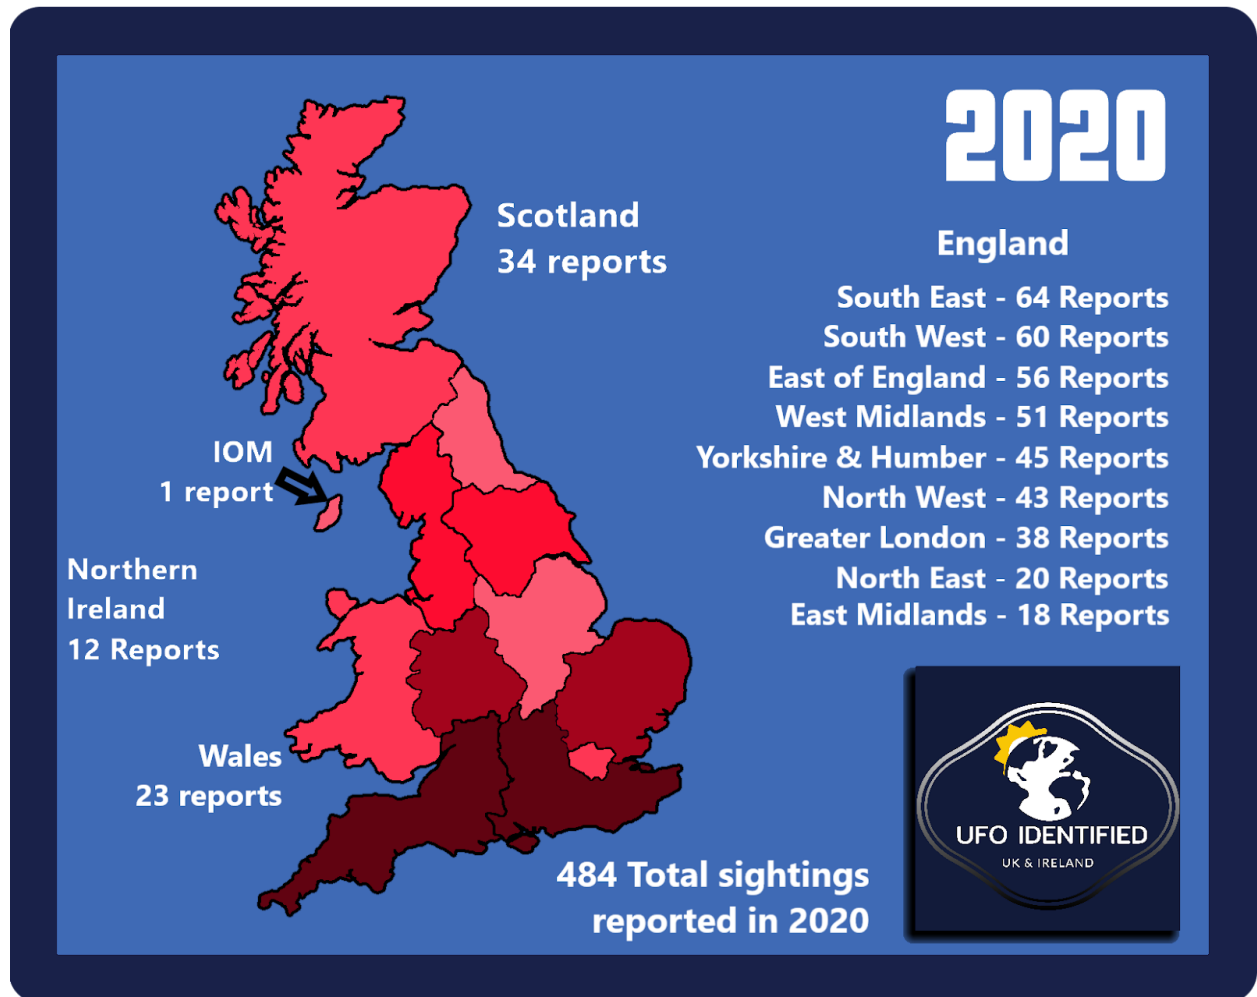 2020
Scotland
34 reports
England
South East - 64 Reports
South West - 60 Reports
East of England - 56 Reports
West Midlands - 51 Reports
Yorkshire & Humber - 45 Reports
North West - 43 Reports
Greater London - 38 Reports
North East - 20 Reports
East Midlands - 18 Reports
IOM
1 report
Northern
Ireland
12 Reports
Wales
23 reports
484 Total sightings
reported in 2020
UFO IDENTIFIED
UK & IRELAND